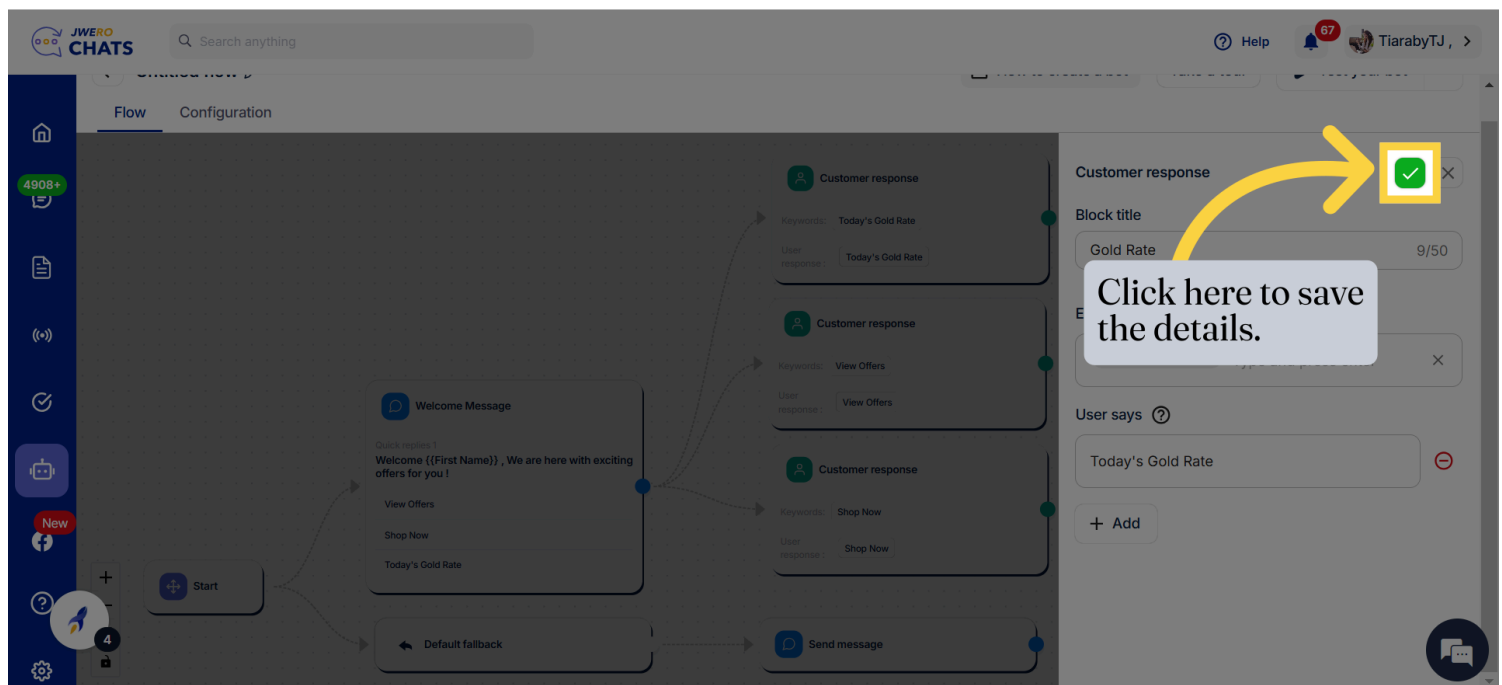 JWERO
CHATS
Search anything
Help
67
TiarabyTJ ,
Flow
Configuration
4908+
New
4
Start
Welcome Message
Quick replies 1
Welcome {{First Name}} , We are here with exciting
offers for you !
View Offers
Shop Now
Today's Gold Rate
Default fallback
Customer response
Keywords: Today's Gold Rate
User
response : Today's Gold Rate
Customer response
Keywords: View Offers
User
response : View Offers
Customer response
Keywords: Shop Now
User
response : Shop Now
Send message
Customer response
Block title
Gold Rate
9/50
Click here to save
the details.
User says
Today's Gold Rate
+ Add